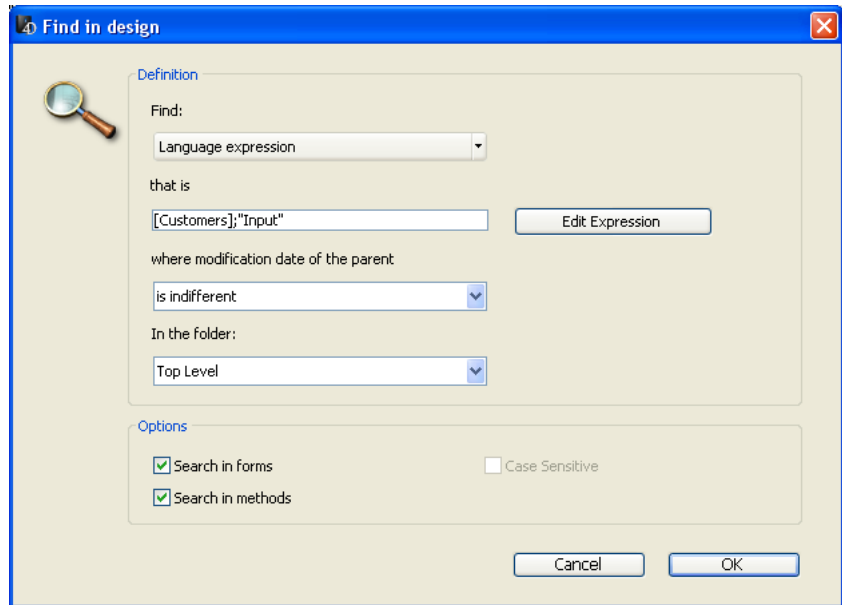 4D Find in design
Definition
Find:
Language expression
that is
[Customers];"Input"
Edit Expression
where modification date of the parent
is indifferent
In the folder:
Top Level
Options
Search in forms
Case Sensitive
Search in methods
Cancel
OK